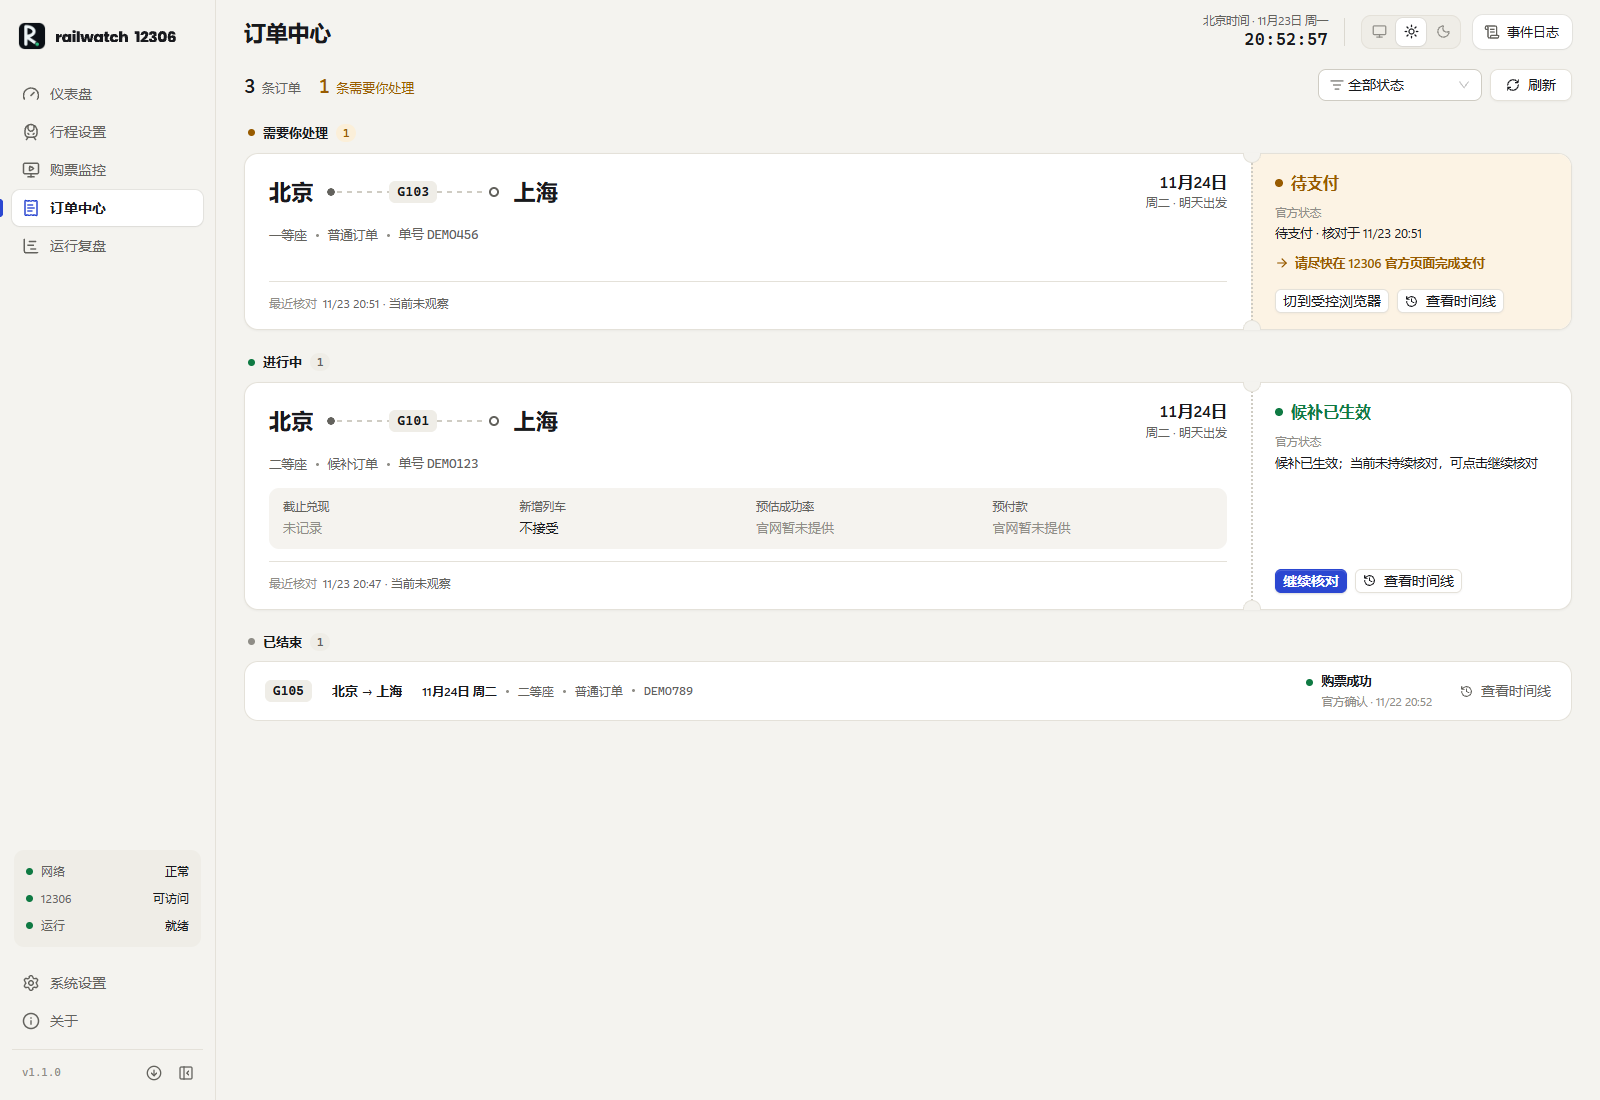 railwatch 12306
仪表盘
行程设置
购票监控
订单中心
运行复盘
网络 正常
12306 可访问
运行 就绪
系统设置
关于
v1.1.0
订单中心
北京时间 · 11月23日 周一
20:52:57
事件日志
3 条订单 1 条需要你处理
全部状态
刷新
需要你处理 1
北京 G103 上海
11月24日
周二 · 明天出发
一等座 • 普通订单 • 单号 DEMO456
最近核对 11/23 20:51 · 当前未观察
待支付
官方状态
待支付 · 核对于 11/23 20:51
→ 请尽快在 12306 官方页面完成支付
切到受控浏览器 查看时间线
进行中 1
北京 G101 上海
11月24日
周二 · 明天出发
二等座 • 候补订单 • 单号 DEMO123
截止兑现 新增列车 预估成功率 预付款
未记录 不接受 官网暂未提供 官网暂未提供
最近核对 11/23 20:47 · 当前未观察
候补已生效
官方状态
候补已生效；当前未持续核对，可点击继续核对
继续核对 查看时间线
已结束 1
G105 北京 → 上海 11月24日 周二 • 二等座 • 普通订单 • DEMO789
购票成功
官方确认 · 11/22 20:52
查看时间线